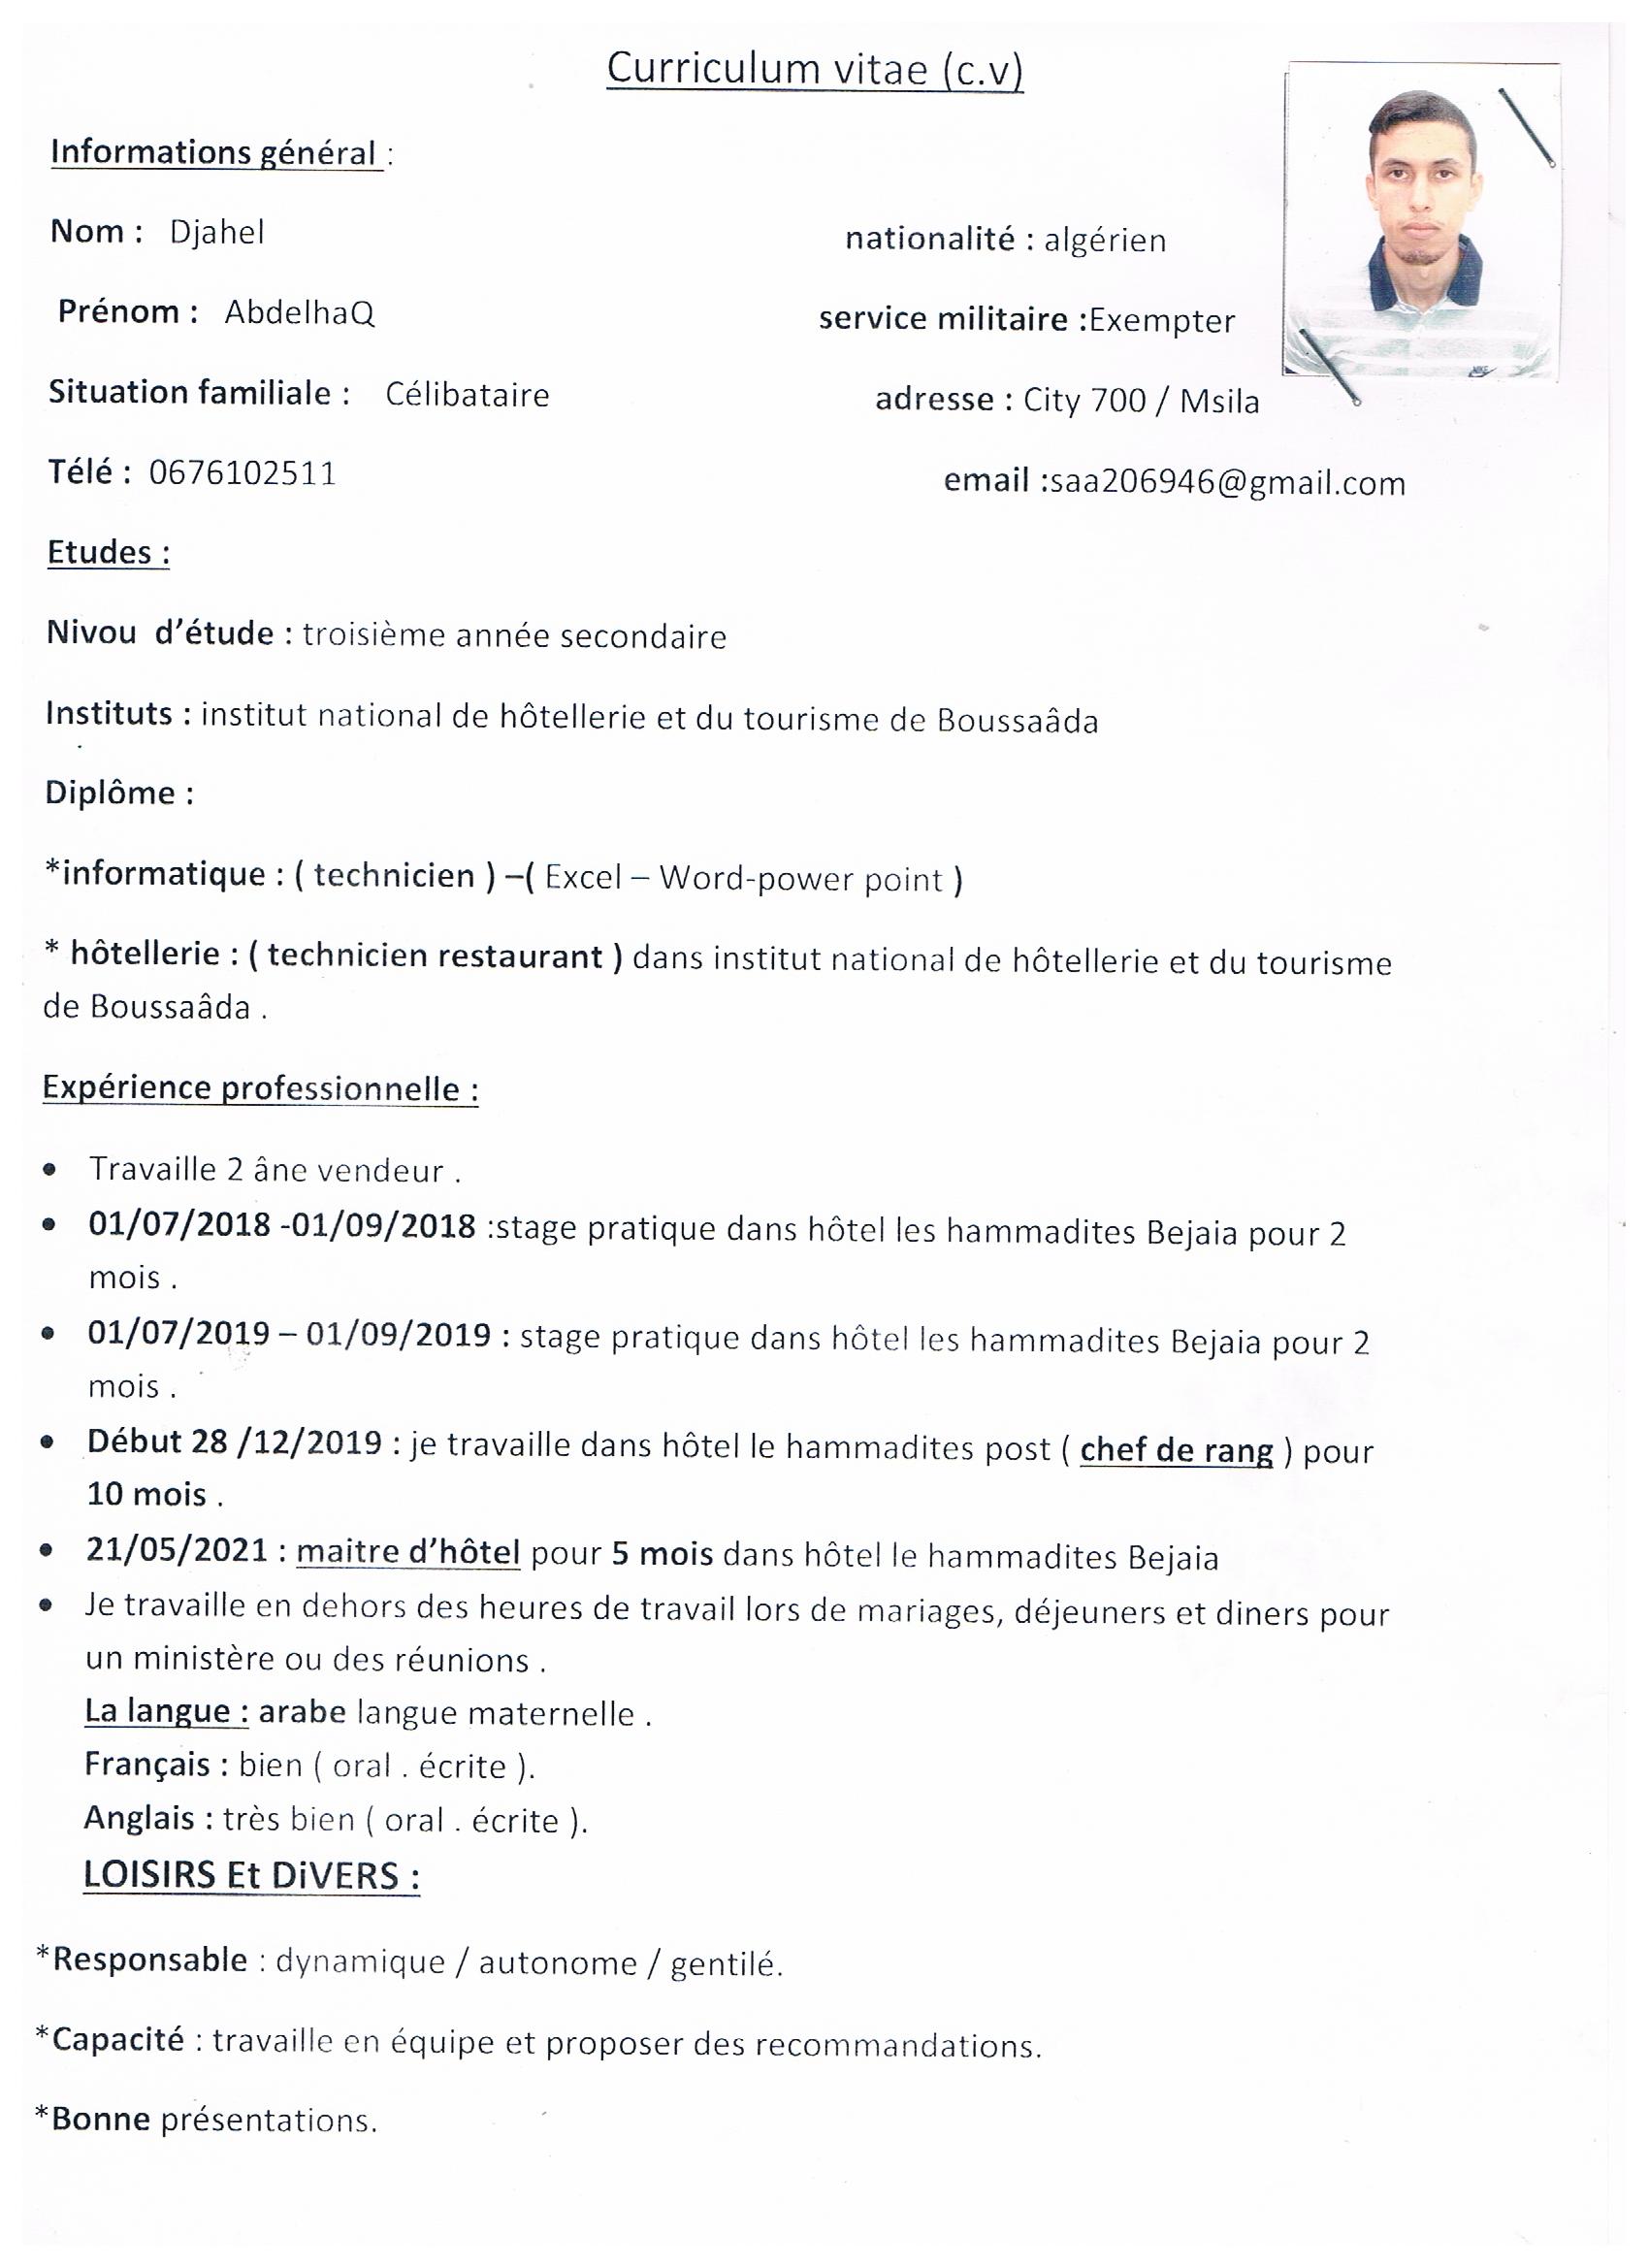 Curriculum vitae (c.v)
Informations général :
Nom : Djahel
nationalité : algérien
Prénom : AbdelhaQ
service militaire :Exempter
Situation familiale : Célibataire
adresse : City 700 / Msila
Télé : 0676102511
email :saa206946@gmail.com
Etudes :
Nivou d’étude : troisième année secondaire
Instituts : institut national de hôtellerie et du tourisme de Boussaâda
Diplôme :
*informatique : ( technicien ) –( Excel – Word-power point )
* hôtellerie : ( technicien restaurant ) dans institut national de hôtellerie et du tourisme
de Boussaâda .
Expérience professionnelle :
• Travaille 2 âne vendeur .
• 01/07/2018 -01/09/2018 :stage pratique dans hôtel les hammadites Bejaia pour 2
mois .
• 01/07/2019 – 01/09/2019 : stage pratique dans hôtel les hammadites Bejaia pour 2
mois .
• Début 28 /12/2019 : je travaille dans hôtel le hammadites post ( chef de rang ) pour
10 mois .
• 21/05/2021 : maitre d’hôtel pour 5 mois dans hôtel le hammadites Bejaia
• Je travaille en dehors des heures de travail lors de mariages, déjeuners et diners pour
un ministère ou des réunions .
La langue : arabe langue maternelle .
Français : bien ( oral . écrite ).
Anglais : très bien ( oral . écrite ).
LOISIRS Et DiVERS :
*Responsable : dynamique / autonome / gentilé.
*Capacité : travaille en équipe et proposer des recommandations.
*Bonne présentations.